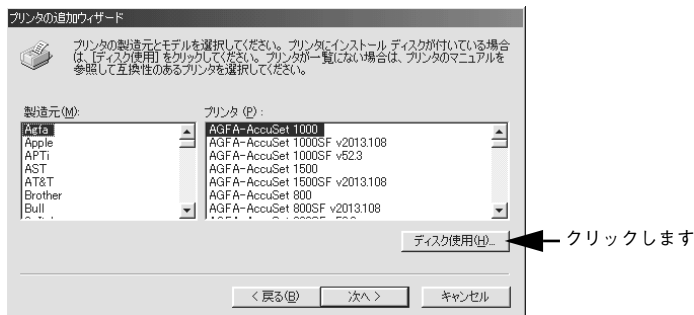 プリンタの追加ウィザード
プリンタの製造元とモデルを選択してください。プリンタにインストール ディスクが付いている場合
は、[ディスク使用] をクリックしてください。プリンタが一覧にない場合は、プリンタのマニュアルを
参照して互換性のあるプリンタを選択してください。
製造元(M):
Agfa
Apple
APTi
AST
AT&T
Brother
Bull
プリンタ (P) :
AGFA-AccuSet 1000
AGFA-AccuSet 1000SF v2013.108
AGFA-AccuSet 1000SF v52.3
AGFA-AccuSet 1500
AGFA-AccuSet 1500SF v2013.108
AGFA-AccuSet 800
AGFA-AccuSet 800SF v2013.108
ディスク使用(H)...
クリックします
< 戻る(B)
次へ >
キャンセル